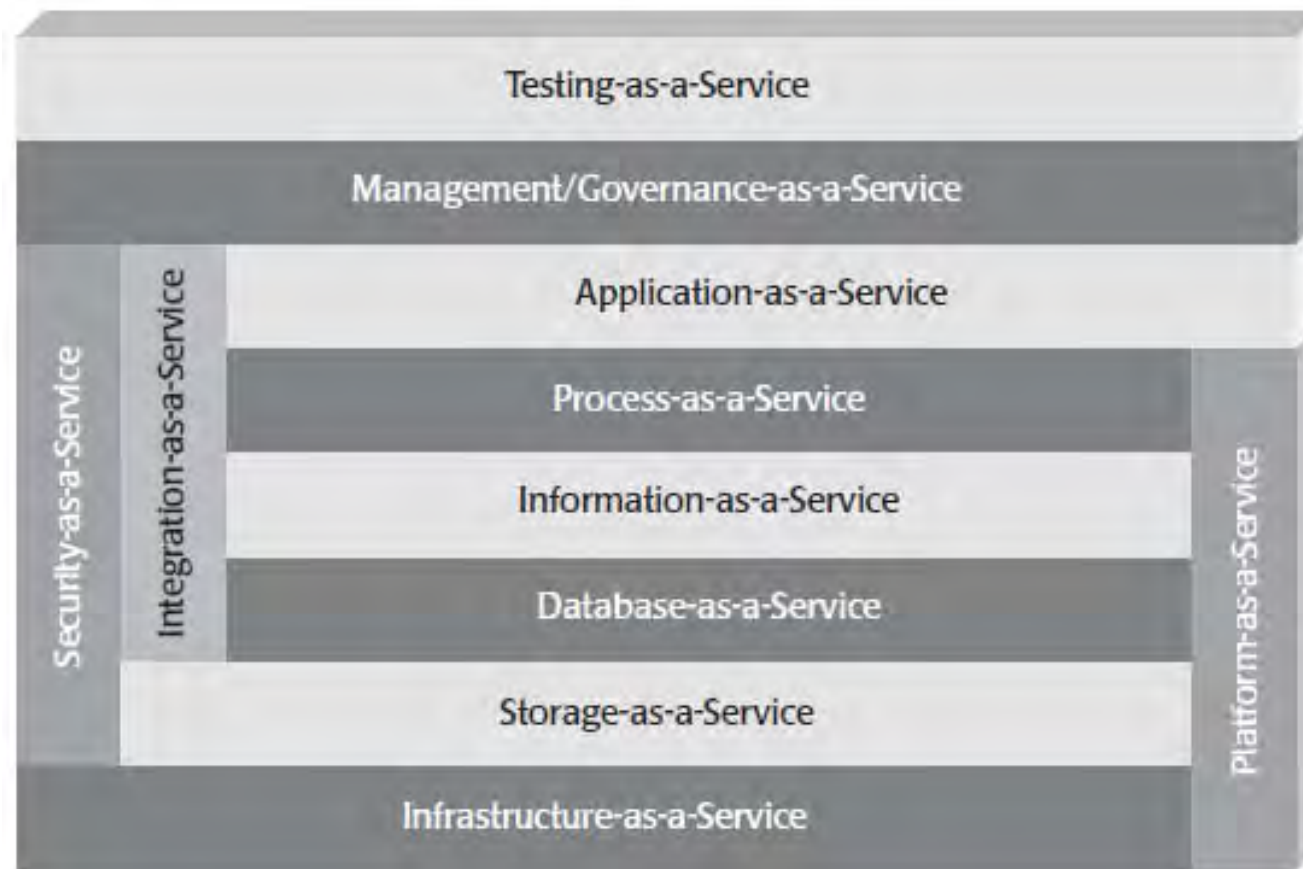 Testing-as-a-Service
Management/Governance-as-a-Service
Security-as-a-Service
Integration-as-a-Service
Application-as-a-Service
Process-as-a-Service
Information-as-a-Service
Database-as-a-Service
Storage-as-a-Service
Platform-as-a-Service
Infrastructure-as-a-Service